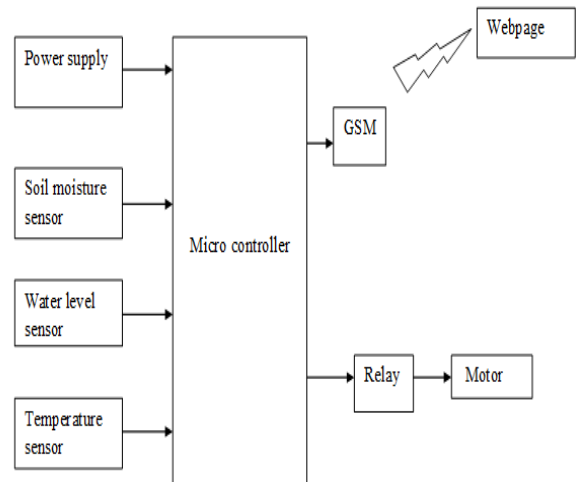 Webpage
Power supply
GSM
Soil moisture
sensor
Micro controller
Water level
sensor
Relay
Motor
Temperature
sensor